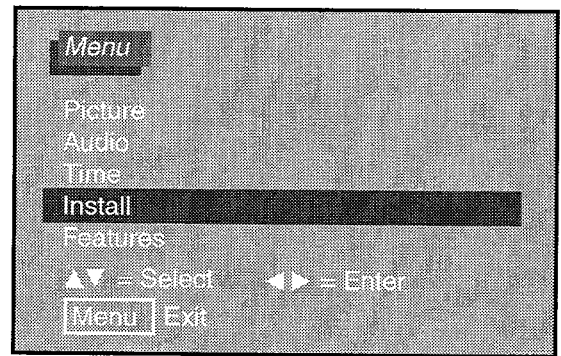 Menu
Picture
Audio
Time
Install
Features
▲▼ = Select ◀▶ = Enter
Menu Exit